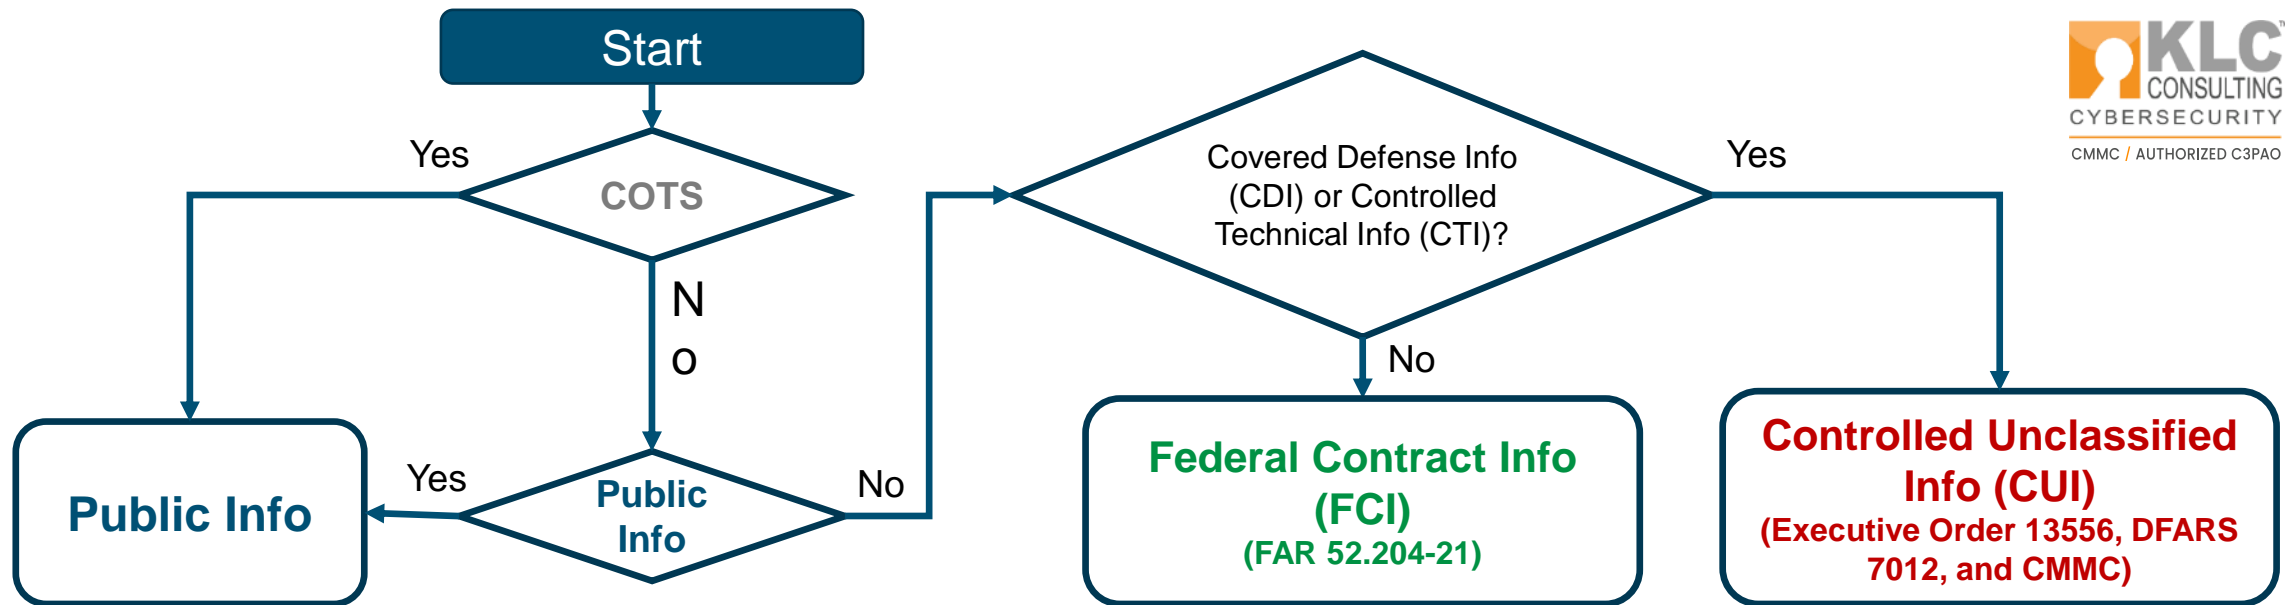 Start
KLC
CONSULTING
CYBERSECURITY
CMMC / AUTHORIZED C3PAO
Yes
COTS
N
o
Covered Defense Info
(CDI) or Controlled
Technical Info (CTI)?
Yes
No
Public Info
Yes
Public
Info
No
Federal Contract Info
(FCI)
(FAR 52.204-21)
Controlled Unclassified
Info (CUI)
(Executive Order 13556, DFARS
7012, and CMMC)